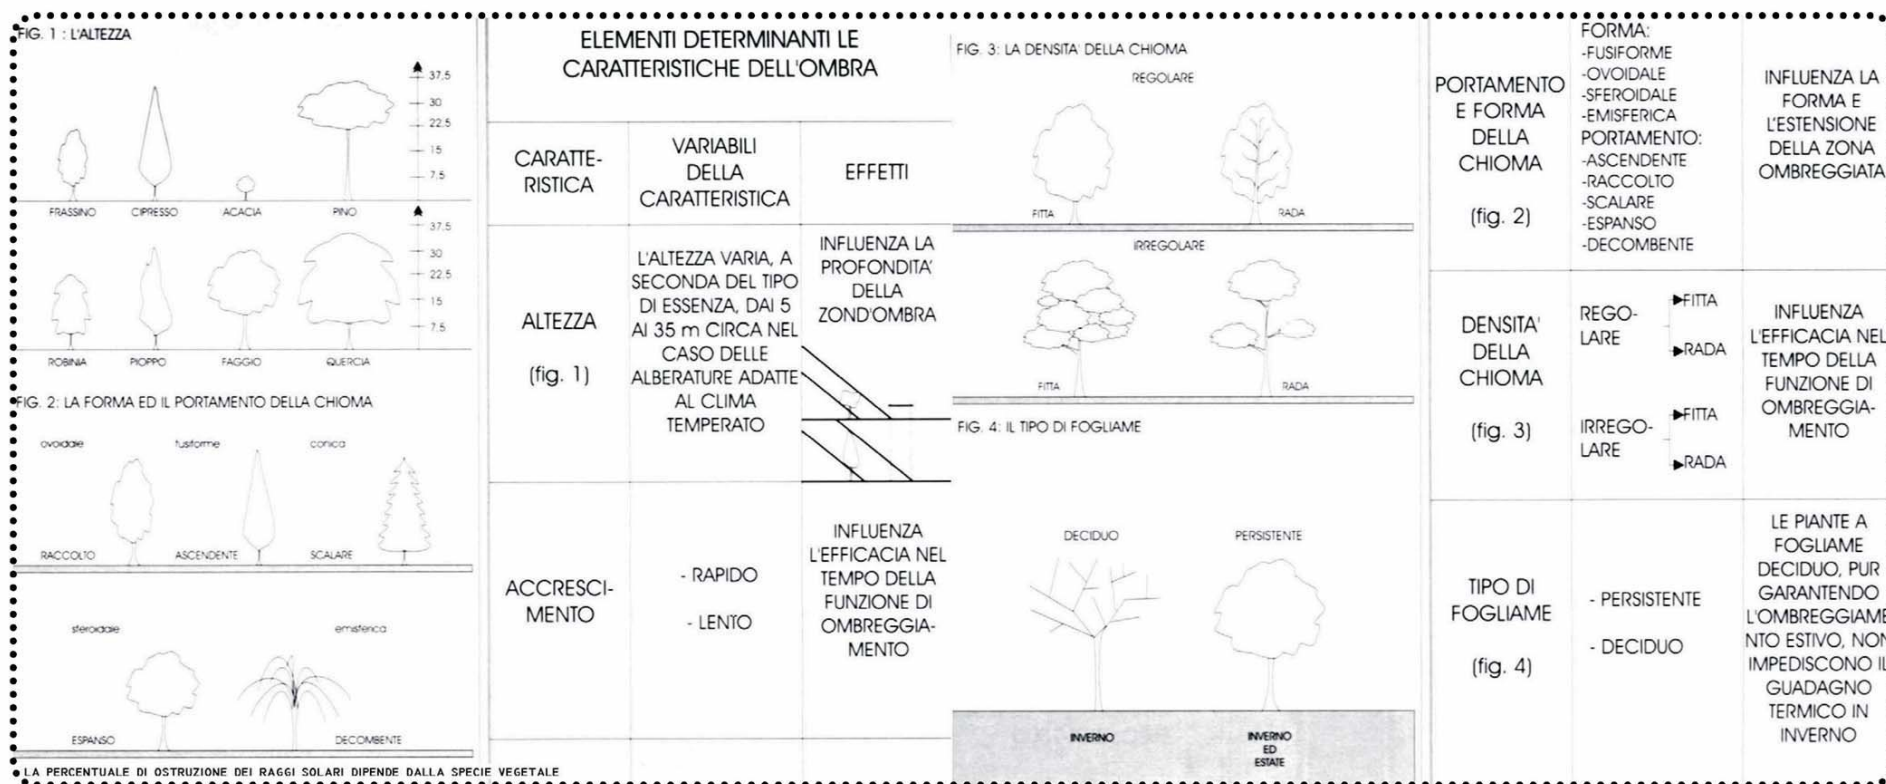 FIG. 1 : L'ALTEZZA
37.5
30
22.5
15
7.5
FRASSINO CIPRESSO ACACIA PINO
37.5
30
22.5
15
7.5
ROBINIA PIOPPO FAGGIO QUERCIA
FIG. 2: LA FORMA ED IL PORTAMENTO DELLA CHIOMA
ovoidale fusiforme conica
RACCOLTO ASCENDENTE SCALARE
sferoidale emisferica
ESPANSO DECOMBENTE
LA PERCENTUALE DI OSTRUZIONE DEI RAGGI SOLARI DIPENDE DALLA SPECIE VEGETALE
ELEMENTI DETERMINANTI LE
CARATTERISTICHE DELL'OMBRA
CARATTE-
RISTICA
VARIABILI
DELLA
CARATTERISTICA
EFFETTI
ALTEZZA
(fig. 1)
L'ALTEZZA VARIA, A
SECONDA DEL TIPO
DI ESSENZA, DAI 5
AI 35 m CIRCA NEL
CASO DELLE
ALBERATURE ADATTE
AL CLIMA
TEMPERATO
INFLUENZA LA
PROFONDITA'
DELLA
ZOND'OMBRA
ACCRESCI-
MENTO
- RAPIDO
- LENTO
INFLUENZA
L'EFFICACIA NEL
TEMPO DELLA
FUNZIONE DI
OMBREGGIA-
MENTO
FIG. 3: LA DENSITA' DELLA CHIOMA
REGOLARE
FITTA RADA
IRREGOLARE
FITTA RADA
FIG. 4: IL TIPO DI FOGLIAME
DECIDUO PERSISTENTE
INVERNO
INVERNO
ED
ESTATE
PORTAMENTO
E FORMA
DELLA
CHIOMA
(fig. 2)
FORMA:
-FUSIFORME
-OVOIDALE
-SFEROIDALE
-EMISFERICA
PORTAMENTO:
-ASCENDENTE
-RACCOLTO
-SCALARE
-ESPANSO
-DECOMBENTE
INFLUENZA LA
FORMA E
L'ESTENSIONE
DELLA ZONA
OMBREGGIATA
DENSITA'
DELLA
CHIOMA
(fig. 3)
REGO-
LARE
FITTA
RADA
IRREGO-
LARE
FITTA
RADA
INFLUENZA
L'EFFICACIA NEL
TEMPO DELLA
FUNZIONE DI
OMBREGGIA-
MENTO
TIPO DI
FOGLIAME
(fig. 4)
- PERSISTENTE
- DECIDUO
LE PIANTE A
FOGLIAME
DECIDUO, PUR
GARANTENDO
L'OMBREGGIAME
NTO ESTIVO, NON
IMPEDISCONO IL
GUADAGNO
TERMICO IN
INVERNO